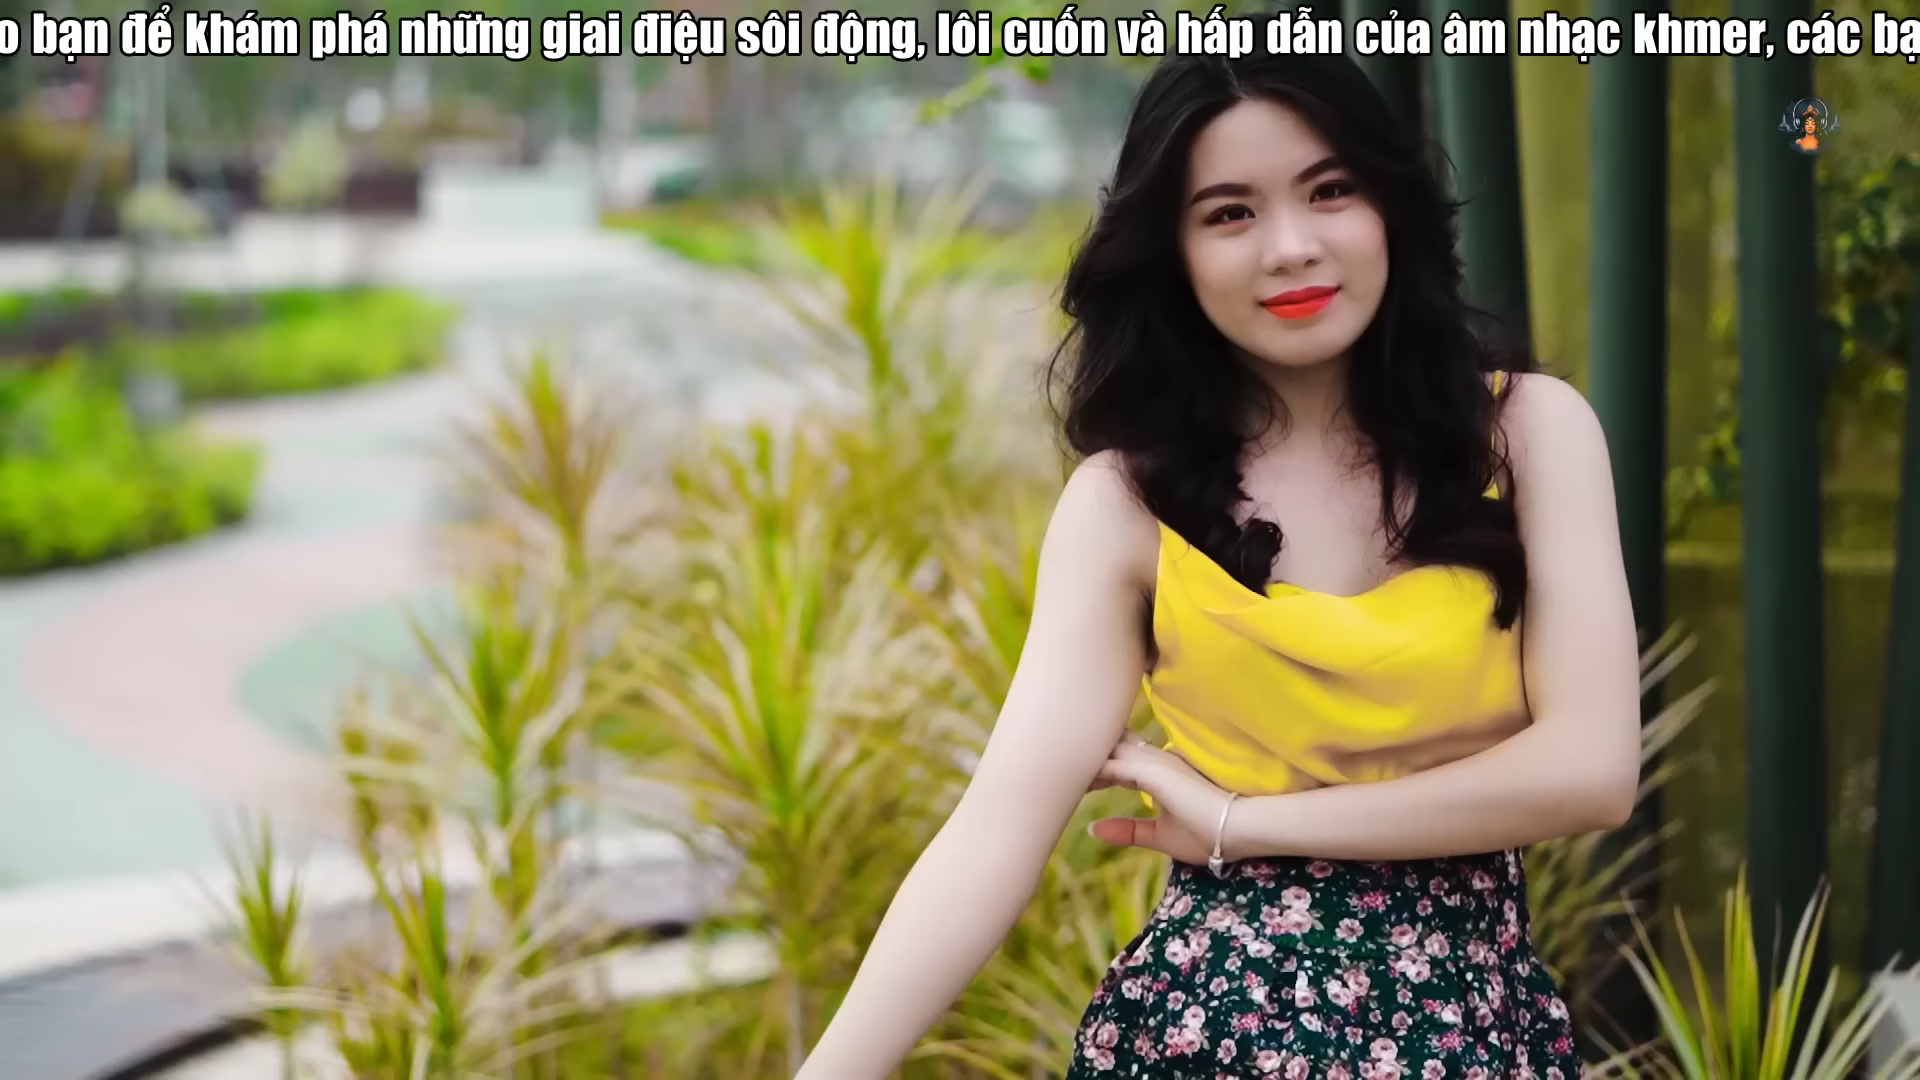 bạn để khám phá những giai điệu sôi động, lôi cuốn và hấp dẫn của âm nhạc khmer, các